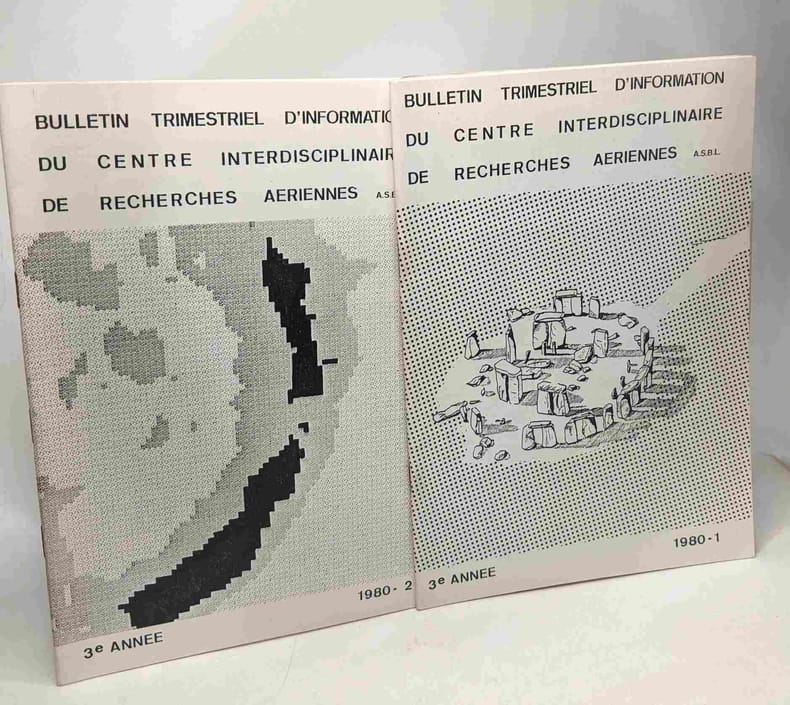 BULLETIN TRIMESTRIEL D'INFORMATIO
DU CENTRE INTERDISCIPLINAIR
DE RECHERCHES AERIENNES A.S.B
1980 - 2
3e ANNEE
BULLETIN TRIMESTRIEL D'INFORMATION
DU CENTRE INTERDISCIPLINAIRE
DE RECHERCHES AERIENNES A.S.B.L.
1980 - 1
3e ANNEE